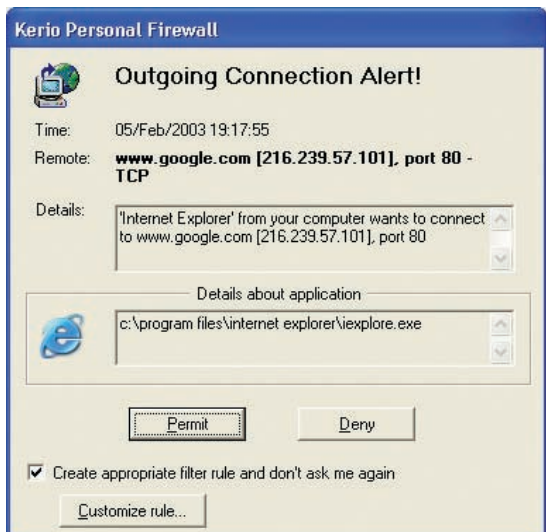 Kerio Personal Firewall
Outgoing Connection Alert!
Time: 05/Feb/2003 19:17:55
Remote: www.google.com [216.239.57.101], port 80 -
TCP
Details: 'Internet Explorer' from your computer wants to connect
to www.google.com [216.239.57.101], port 80
Details about application
c:\program files\internet explorer\iexplore.exe
Permit Deny
Create appropriate filter rule and don't ask me again
Customize rule...